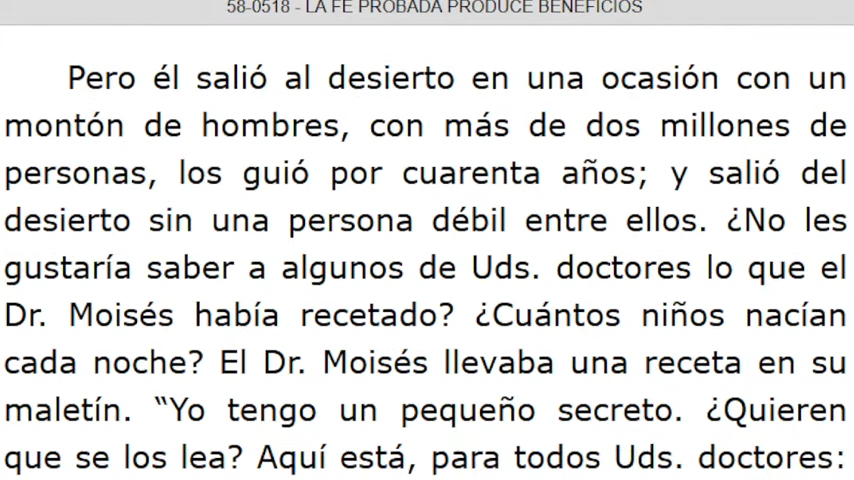 58-0518 - LA FE PROBADA PRODUCE BENEFICIOS
Pero él salió al desierto en una ocasión con un
montón de hombres, con más de dos millones de
personas, los guió por cuarenta años; y salió del
desierto sin una persona débil entre ellos. ¿No les
gustaría saber a algunos de Uds. doctores lo que el
Dr. Moisés había recetado? ¿Cuántos niños nacían
cada noche? El Dr. Moisés llevaba una receta en su
maletín. “Yo tengo un pequeño secreto. ¿Quieren
que se los lea? Aquí está, para todos Uds. doctores: